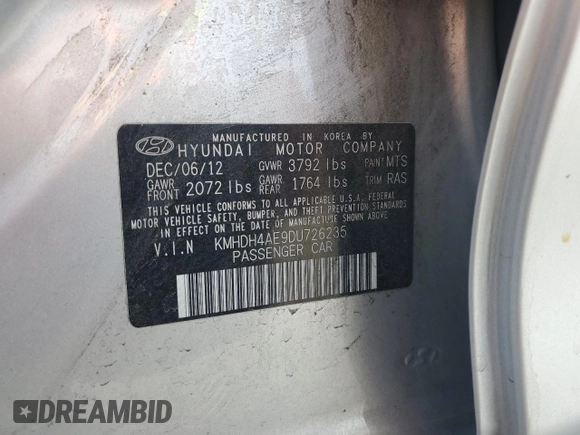 MANUFACTURED IN KOREA BY
HYUNDAI MOTOR COMPANY
DEC/06/12 GVWR 3792 lbs PAINT MTS
GAWR FRONT 2072 lbs GAWR REAR 1764 lbs TRIM RAS
THIS VEHICLE CONFORMS TO ALL APPLICABLE U.S. FEDERAL
MOTOR VEHICLE SAFETY, BUMPER, AND THEFT PREVENTION
STANDARDS IN EFFECT ON THE DATE OF MANUFACTURE SHOWN ABOVE.
V.I.N KMHDH4AE9DU726235
PASSENGER CAR
DREAMBID